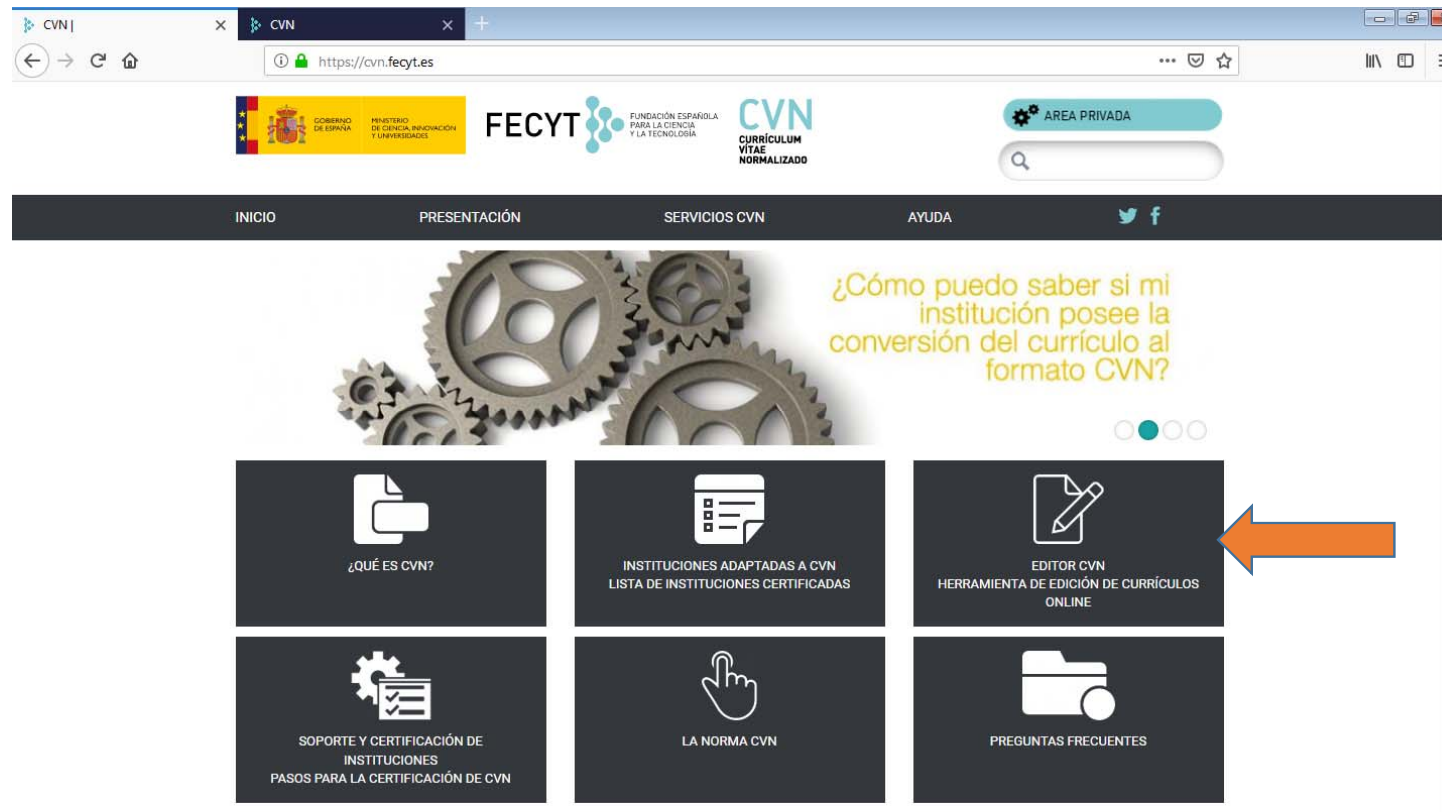 CVN |
CVN
https://cvn.fecyt.es
GOBIERNO
DE ESPAÑA
MINISTERIO
DE CIENCIA, INNOVACIÓN
Y UNIVERSIDADES
FECYT
FUNDACIÓN ESPAÑOLA
PARA LA CIENCIA
Y LA TECNOLOGÍA
CVN
CURRÍCULUM
VÍTAE
NORMALIZADO
AREA PRIVADA
INICIO
PRESENTACIÓN
SERVICIOS CVN
AYUDA
¿Cómo puedo saber si mi
institución posee la
conversión del currículo al
formato CVN?
¿QUÉ ES CVN?
INSTITUCIONES ADAPTADAS A CVN
LISTA DE INSTITUCIONES CERTIFICADAS
EDITOR CVN
HERRAMIENTA DE EDICIÓN DE CURRÍCULOS
ONLINE
SOPORTE Y CERTIFICACIÓN DE
INSTITUCIONES
PASOS PARA LA CERTIFICACIÓN DE CVN
LA NORMA CVN
PREGUNTAS FRECUENTES